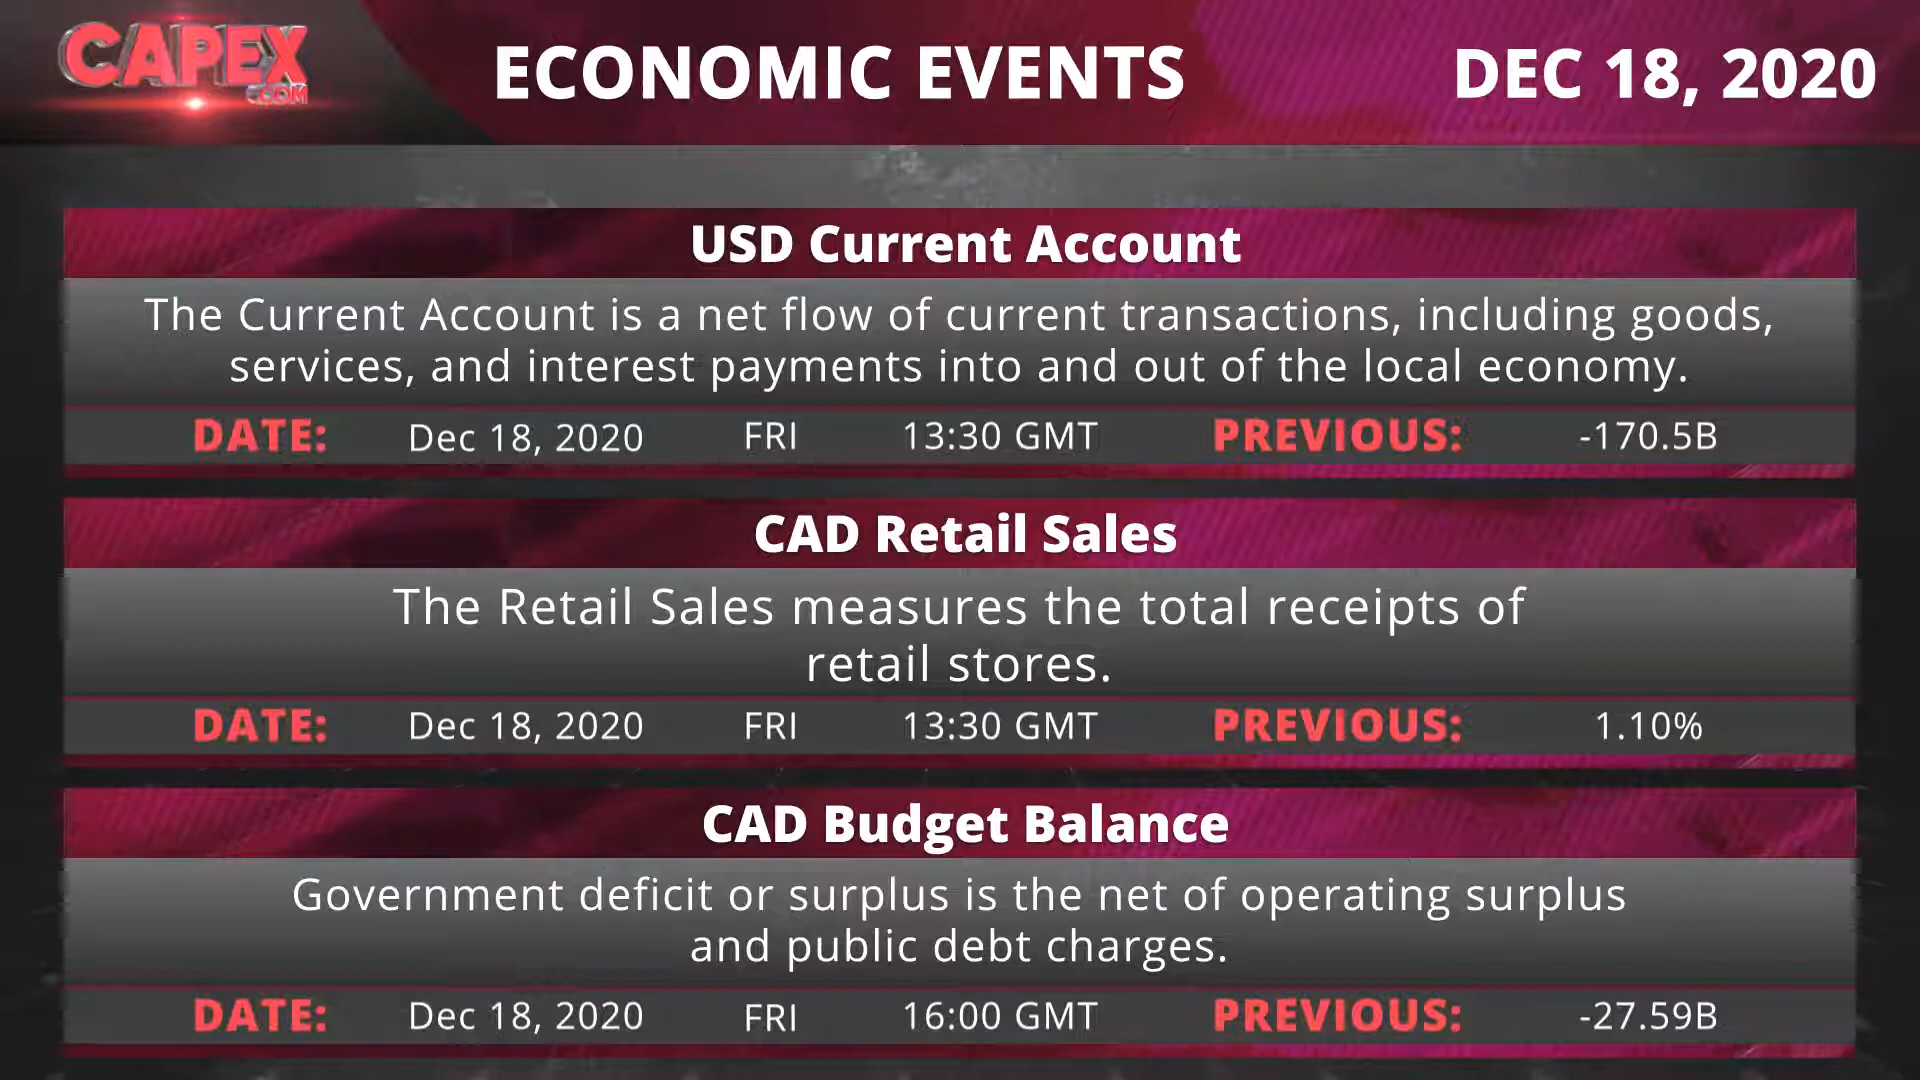 CAPEX
.COM
ECONOMIC EVENTS
DEC 18, 2020
USD Current Account
The Current Account is a net flow of current transactions, including goods,
services, and interest payments into and out of the local economy.
DATE: Dec 18, 2020 FRI 13:30 GMT PREVIOUS: -170.5B
CAD Retail Sales
The Retail Sales measures the total receipts of
retail stores.
DATE: Dec 18, 2020 FRI 13:30 GMT PREVIOUS: 1.10%
CAD Budget Balance
Government deficit or surplus is the net of operating surplus
and public debt charges.
DATE: Dec 18, 2020 FRI 16:00 GMT PREVIOUS: -27.59B